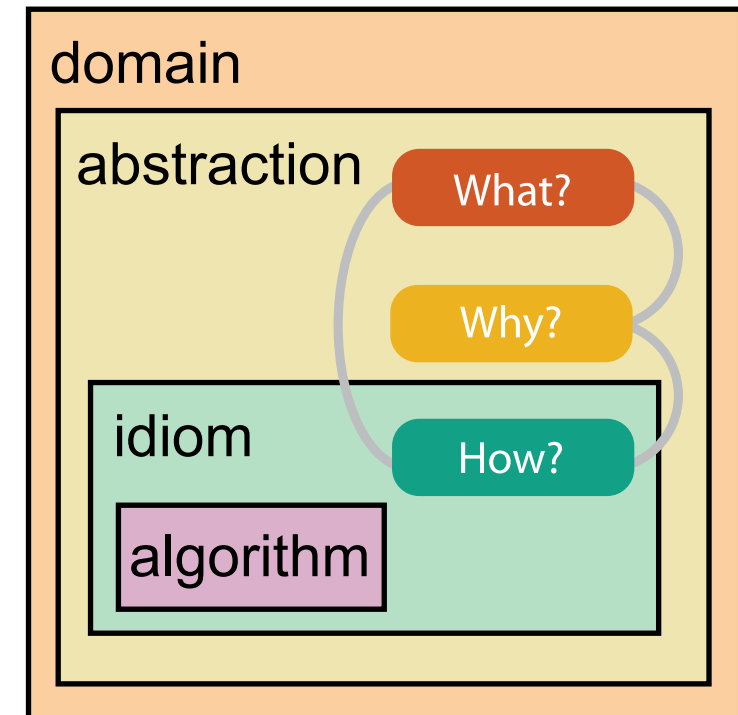 domain
abstraction
What?
Why?
idiom
How?
algorithm